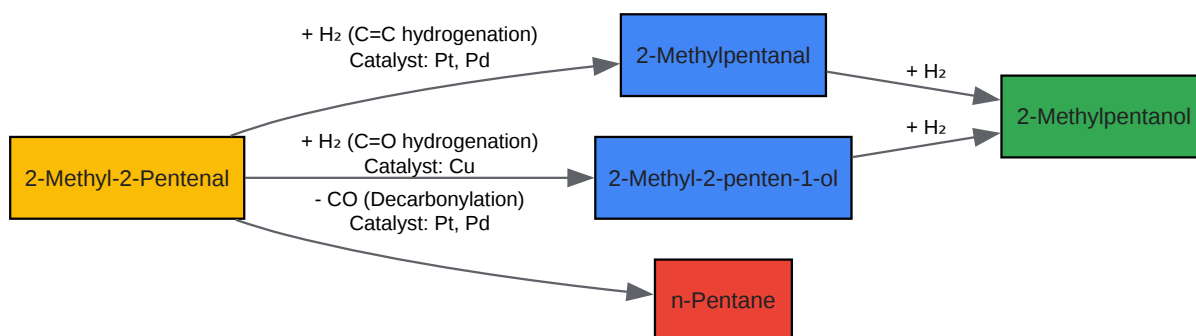 + H₂ (C=C hydrogenation)
Catalyst: Pt, Pd
2-Methylpentanal
+ H₂
2-Methylpentanol
2-Methyl-2-Pentenal
+ H₂ (C=O hydrogenation)
Catalyst: Cu
2-Methyl-2-penten-1-ol
+ H₂
- CO (Decarbonylation)
Catalyst: Pt, Pd
n-Pentane